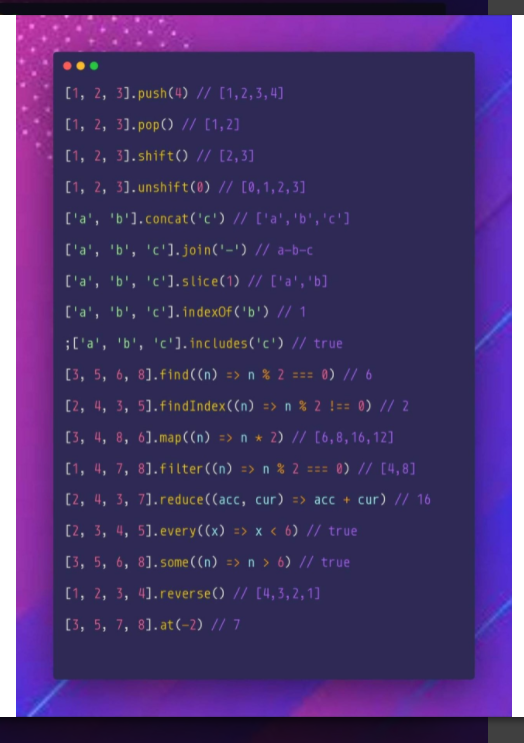 [1, 2, 3].push(4) // [1,2,3,4]
[1, 2, 3].pop() // [1,2]
[1, 2, 3].shift() // [2,3]
[1, 2, 3].unshift(0) // [0,1,2,3]
['a', 'b'].concat('c') // ['a','b','c']
['a', 'b', 'c'].join('-') // a-b-c
['a', 'b', 'c'].slice(1) // ['a','b]
['a', 'b', 'c'].indexOf('b') // 1
;['a', 'b', 'c'].includes('c') // true
[3, 5, 6, 8].find((n) => n % 2 === 0) // 6
[2, 4, 3, 5].findIndex((n) => n % 2 !== 0) // 2
[3, 4, 8, 6].map((n) => n * 2) // [6,8,16,12]
[1, 4, 7, 8].filter((n) => n % 2 === 0) // [4,8]
[2, 4, 3, 7].reduce((acc, cur) => acc + cur) // 16
[2, 3, 4, 5].every((x) => x < 6) // true
[3, 5, 6, 8].some((n) => n > 6) // true
[1, 2, 3, 4].reverse() // [4,3,2,1]
[3, 5, 7, 8].at(-2) // 7